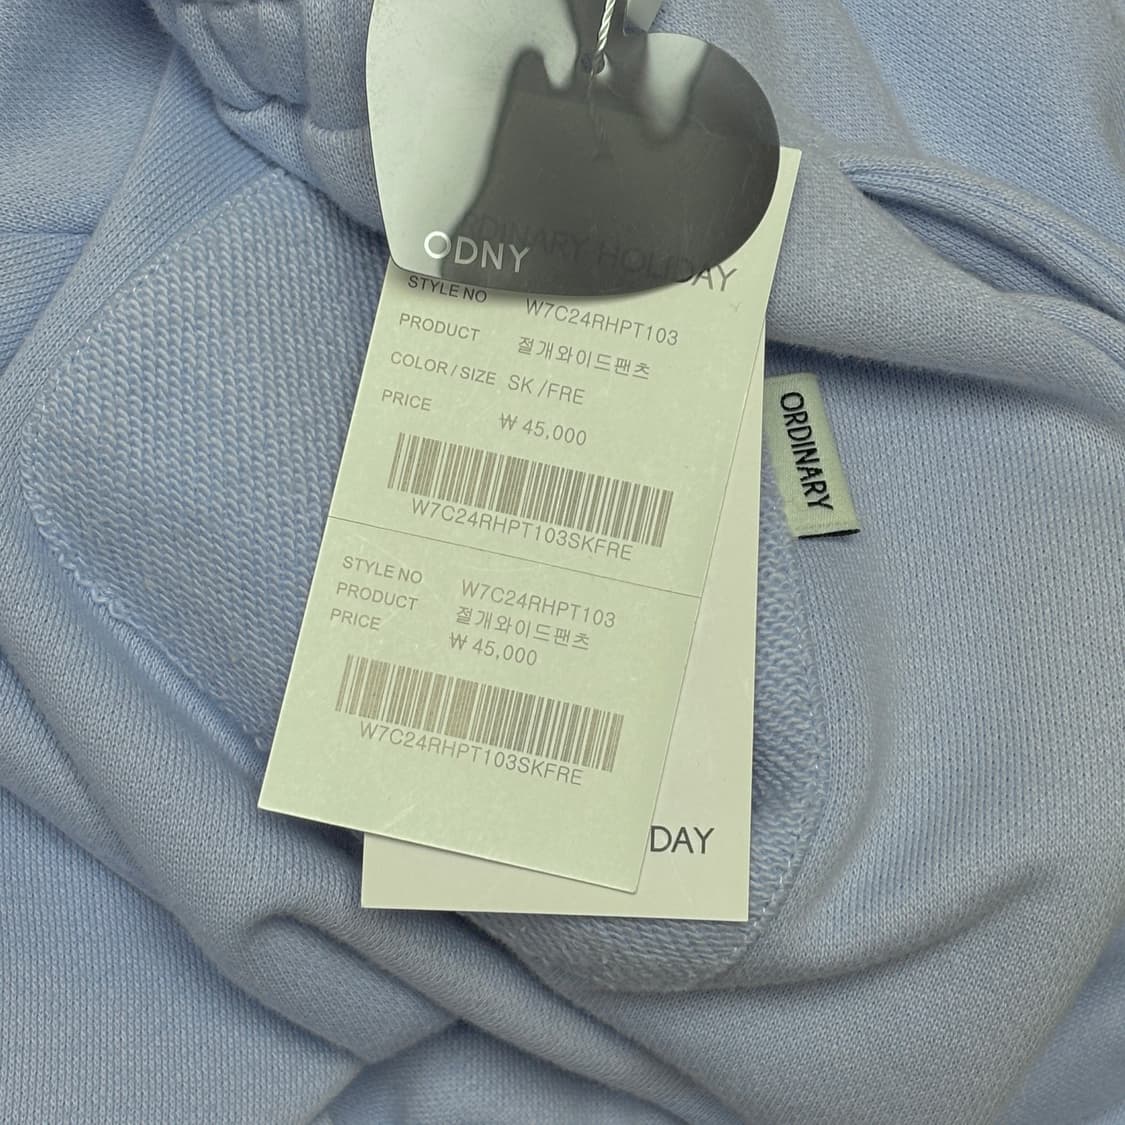 ODNY
ORDINARY HOLIDAY
STYLE NO W7C24RHPT103
PRODUCT 절개와이드팬츠
COLOR / SIZE SK /FRE
PRICE ₩ 45,000
W7C24RHPT103SKFRE
STYLE NO W7C24RHPT103
PRODUCT 절개와이드팬츠
PRICE ₩ 45,000
W7C24RHPT103SKFRE
DAY
ORDINARY